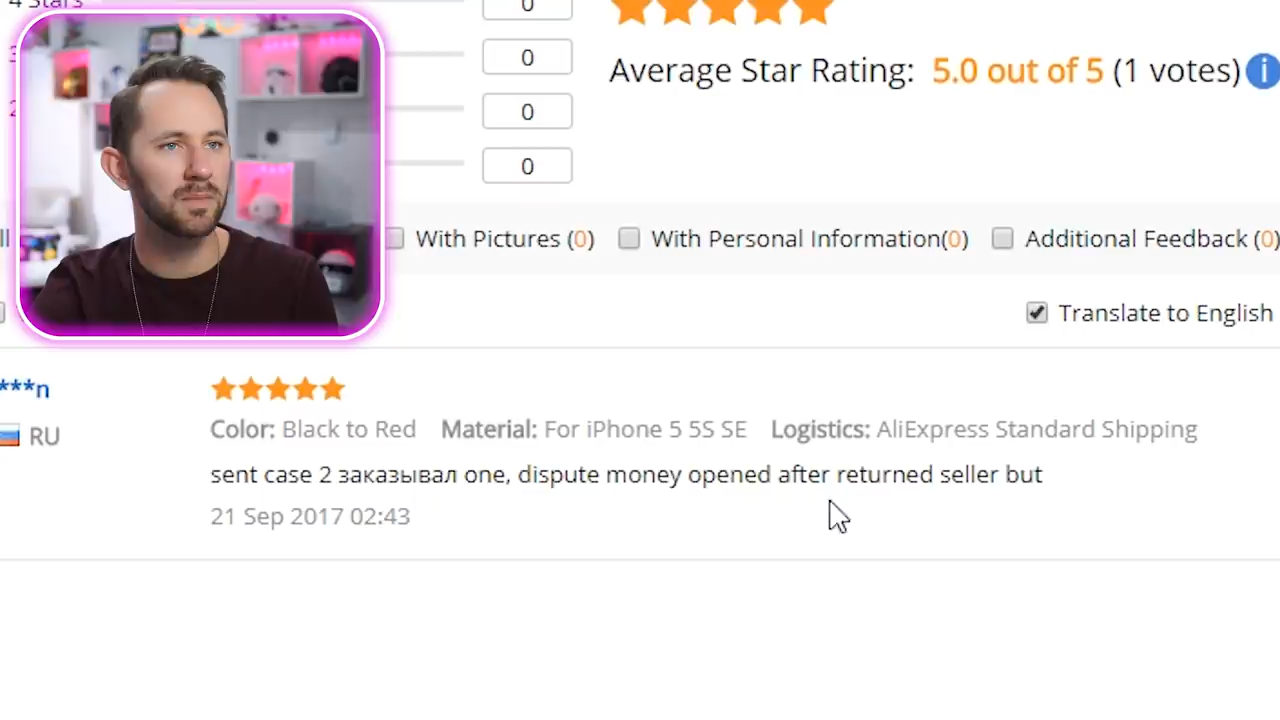 4 Stars
0
Average Star Rating: 5.0 out of 5 (1 votes)
0
0
0
With Pictures (0) With Personal Information(0) Additional Feedback (0)
Translate to English
***n
RU
Color: Black to Red Material: For iPhone 5 5S SE Logistics: AliExpress Standard Shipping
sent case 2 заказывал one, dispute money opened after returned seller but
21 Sep 2017 02:43